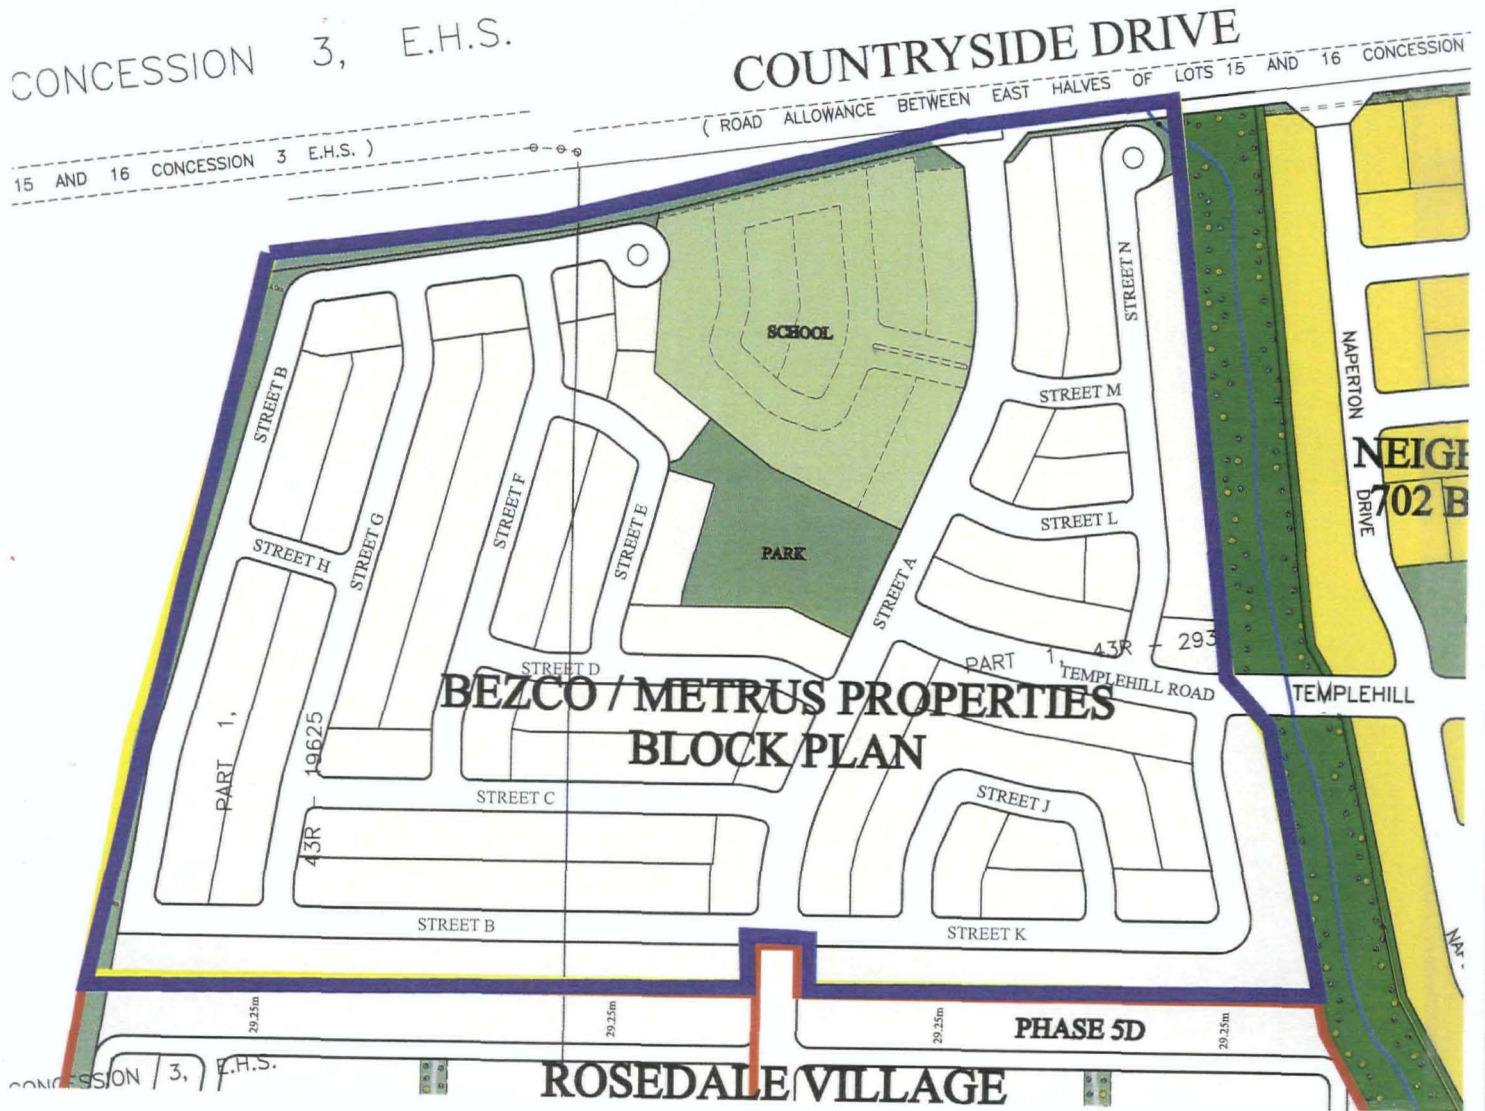 CONCESSION 3, E.H.S.
COUNTRYSIDE DRIVE
( ROAD ALLOWANCE BETWEEN EAST HALVES OF LOTS 15 AND 16 CONCESSION
15 AND 16 CONCESSION 3 E.H.S. )
SCHOOL
STREET N
STREET B
NAPERTON DRIVE
STREET M
NEIGH
702 B
STREET F
STREET G
STREET E
STREET L
STREET H
PARK
STREET A
PART 1, 43R - 293
STREET D
TEMPLEHILL ROAD
TEMPLEHILL
BEZCO / METRUS PROPERTIES
BLOCK PLAN
PART 1,
43R - 19625
STREET C
STREET J
STREET B
STREET K
29.25m
29.25m
29.25m
29.25m
PHASE 5D
CONCESSION 3, E.H.S.
ROSEDALE VILLAGE